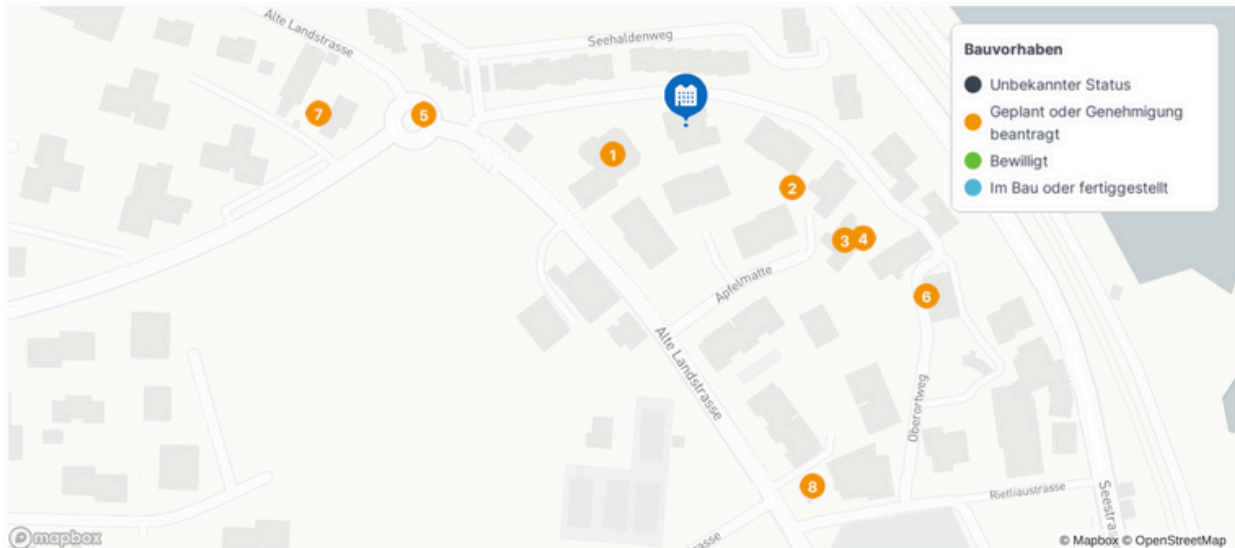 Alte Landstrasse
Seehaldenweg
Bauvorhaben
Unbekannter Status
Geplant oder Genehmigung
beantragt
Bewilligt
Im Bau oder fertiggestellt
7
5
1
2
3
4
6
Apfelmatte
Alte Landstrasse
Oberortweg
8
Rietliaustrasse
Seestras
mapbox
© Mapbox © OpenStreetMap